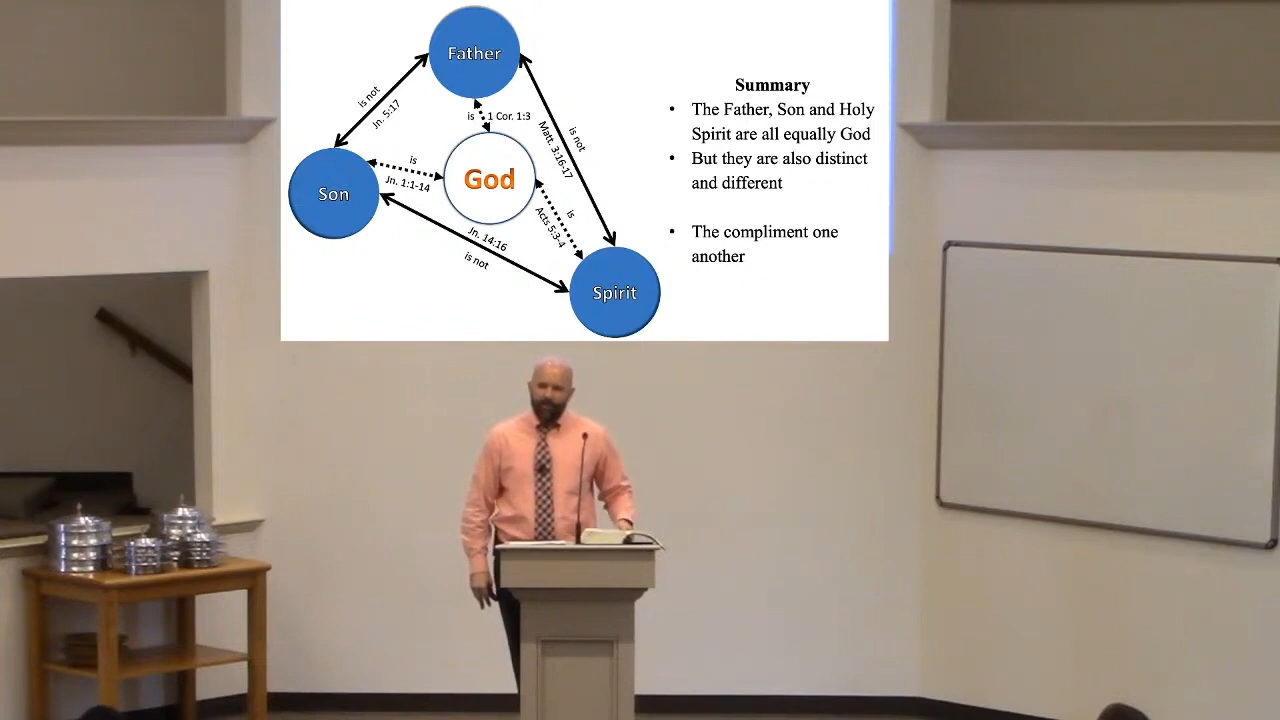 Father
is not
Jn. 5:17
is
1 Cor. 1:3
is not
Matt. 3:16-17
is
Jn. 1:1-14
God
Son
is
Acts 5:3-4
Jn. 14:16
is not
Spirit
Summary
• The Father, Son and Holy
Spirit are all equally God
• But they are also distinct
and different
• The compliment one
another